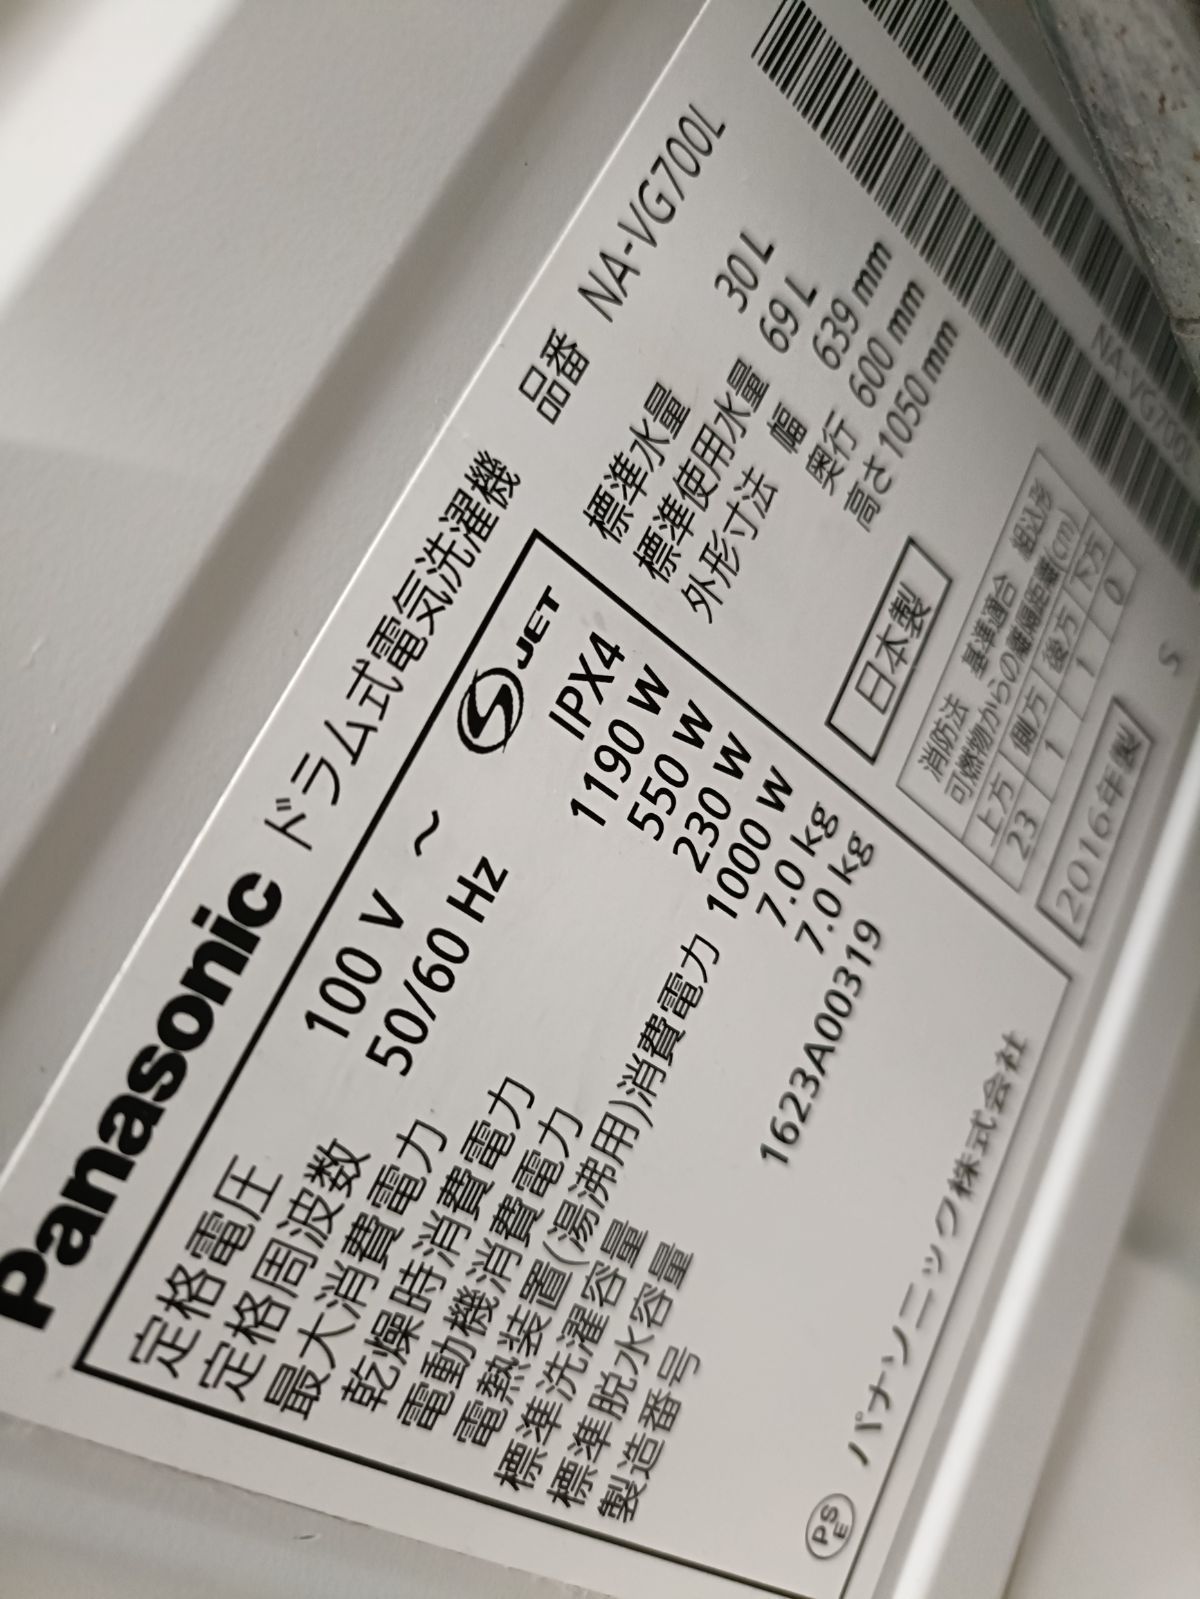 Panasonic ドラム式電気洗濯機 品番 NA-VG700L
定格電圧 100 V ～
定格周波数 50/60 Hz
S JET
IPX4
最大消費電力 1190 W
乾燥時消費電力 550 W
電動機消費電力 230 W
電熱装置(湯沸用)消費電力 1000 W
標準洗濯容量 7.0 kg
標準脱水容量 7.0 kg
製造番号 1623A00319
標準水量 30 L
標準使用水量 69 L
外形寸法 幅 639 mm
奥行 600 mm
高さ 1050 mm
日本製
消防法 基準適合 組込形
可燃物からの離隔距離(cm)
上方 側方 後方 下方
23 1 1 0
2016年製
S
PS
E
パナソニック株式会社
NA-VG700L